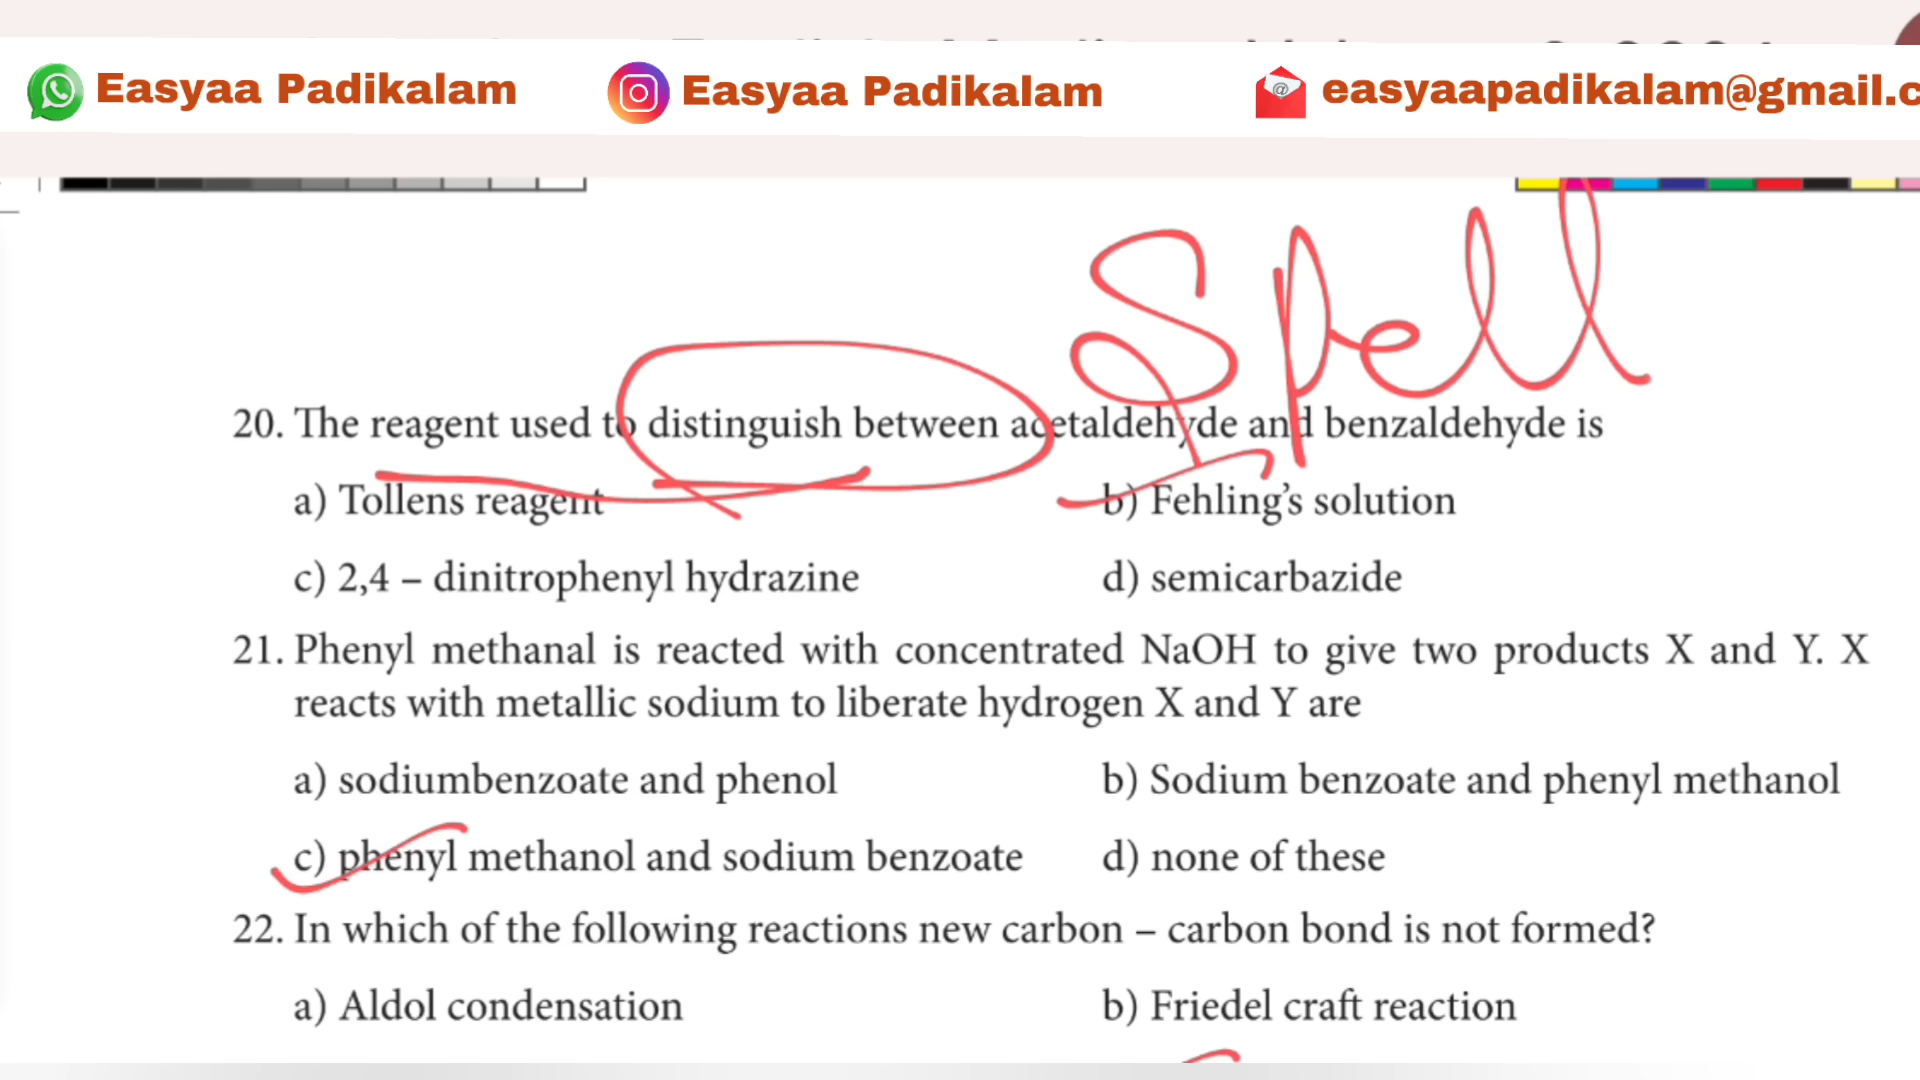 Easyaa Padikalam Easyaa Padikalam easyaapadikalam@gmail.c
Spell
20. The reagent used to distinguish between acetaldehyde and benzaldehyde is
a) Tollens reagent b) Fehling's solution
c) 2,4 – dinitrophenyl hydrazine d) semicarbazide
21. Phenyl methanal is reacted with concentrated NaOH to give two products X and Y. X
reacts with metallic sodium to liberate hydrogen X and Y are
a) sodiumbenzoate and phenol b) Sodium benzoate and phenyl methanol
c) phenyl methanol and sodium benzoate d) none of these
22. In which of the following reactions new carbon – carbon bond is not formed?
a) Aldol condensation b) Friedel craft reaction